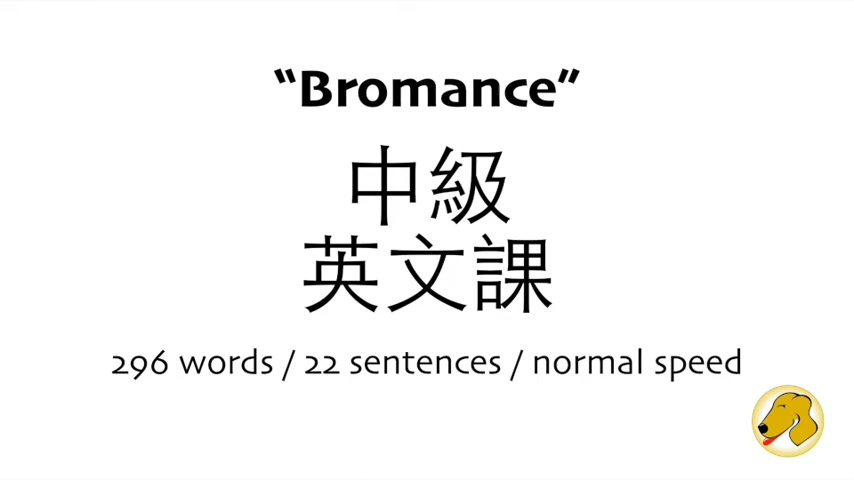 “Bromance”
中級
英文課
296 words / 22 sentences / normal speed